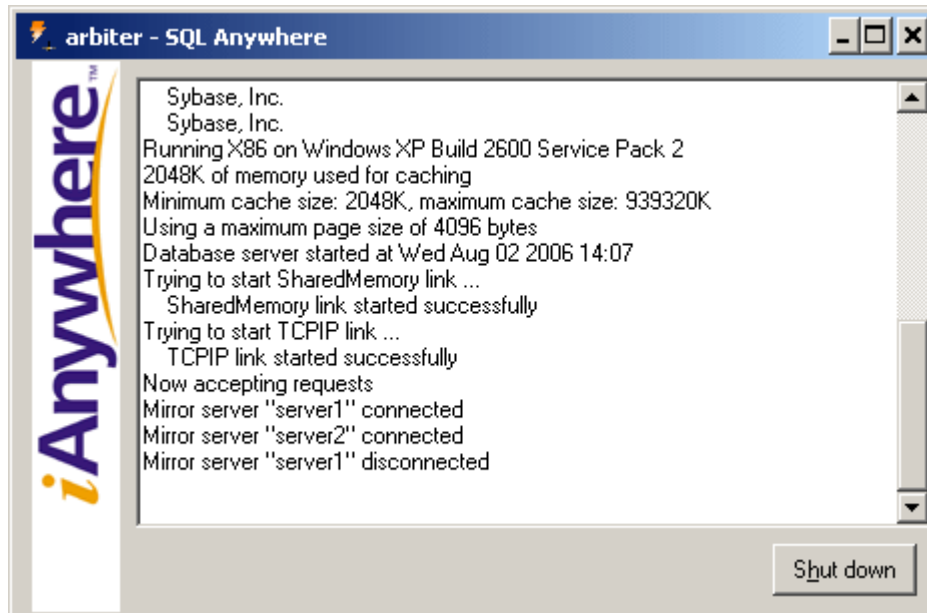 arbiter - SQL Anywhere
iAnywhere™
Sybase, Inc.
Sybase, Inc.
Running X86 on Windows XP Build 2600 Service Pack 2
2048K of memory used for caching
Minimum cache size: 2048K, maximum cache size: 939320K
Using a maximum page size of 4096 bytes
Database server started at Wed Aug 02 2006 14:07
Trying to start SharedMemory link ...
SharedMemory link started successfully
Trying to start TCPIP link ...
TCPIP link started successfully
Now accepting requests
Mirror server "server1" connected
Mirror server "server2" connected
Mirror server "server1" disconnected
Shut down